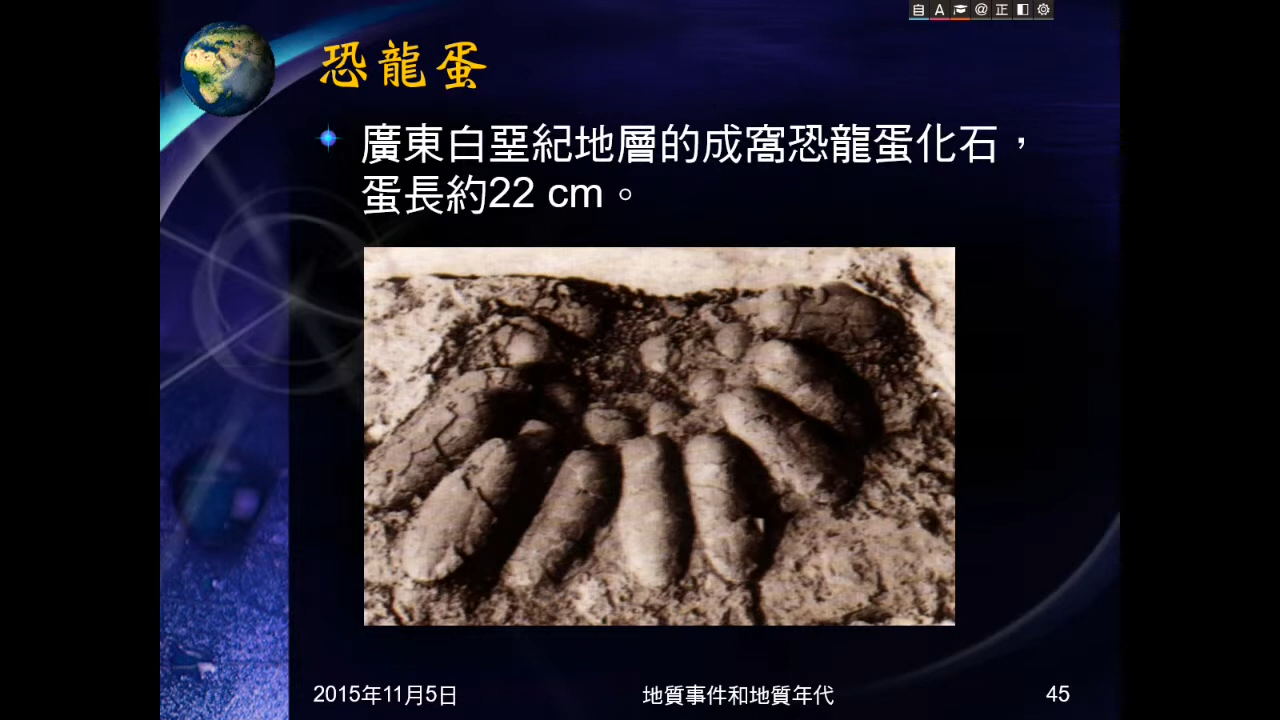 自 A @ 正
恐龍蛋
廣東白堊紀地層的成窩恐龍蛋化石，
蛋長約22 cm。
2015年11月5日
地質事件和地質年代
45